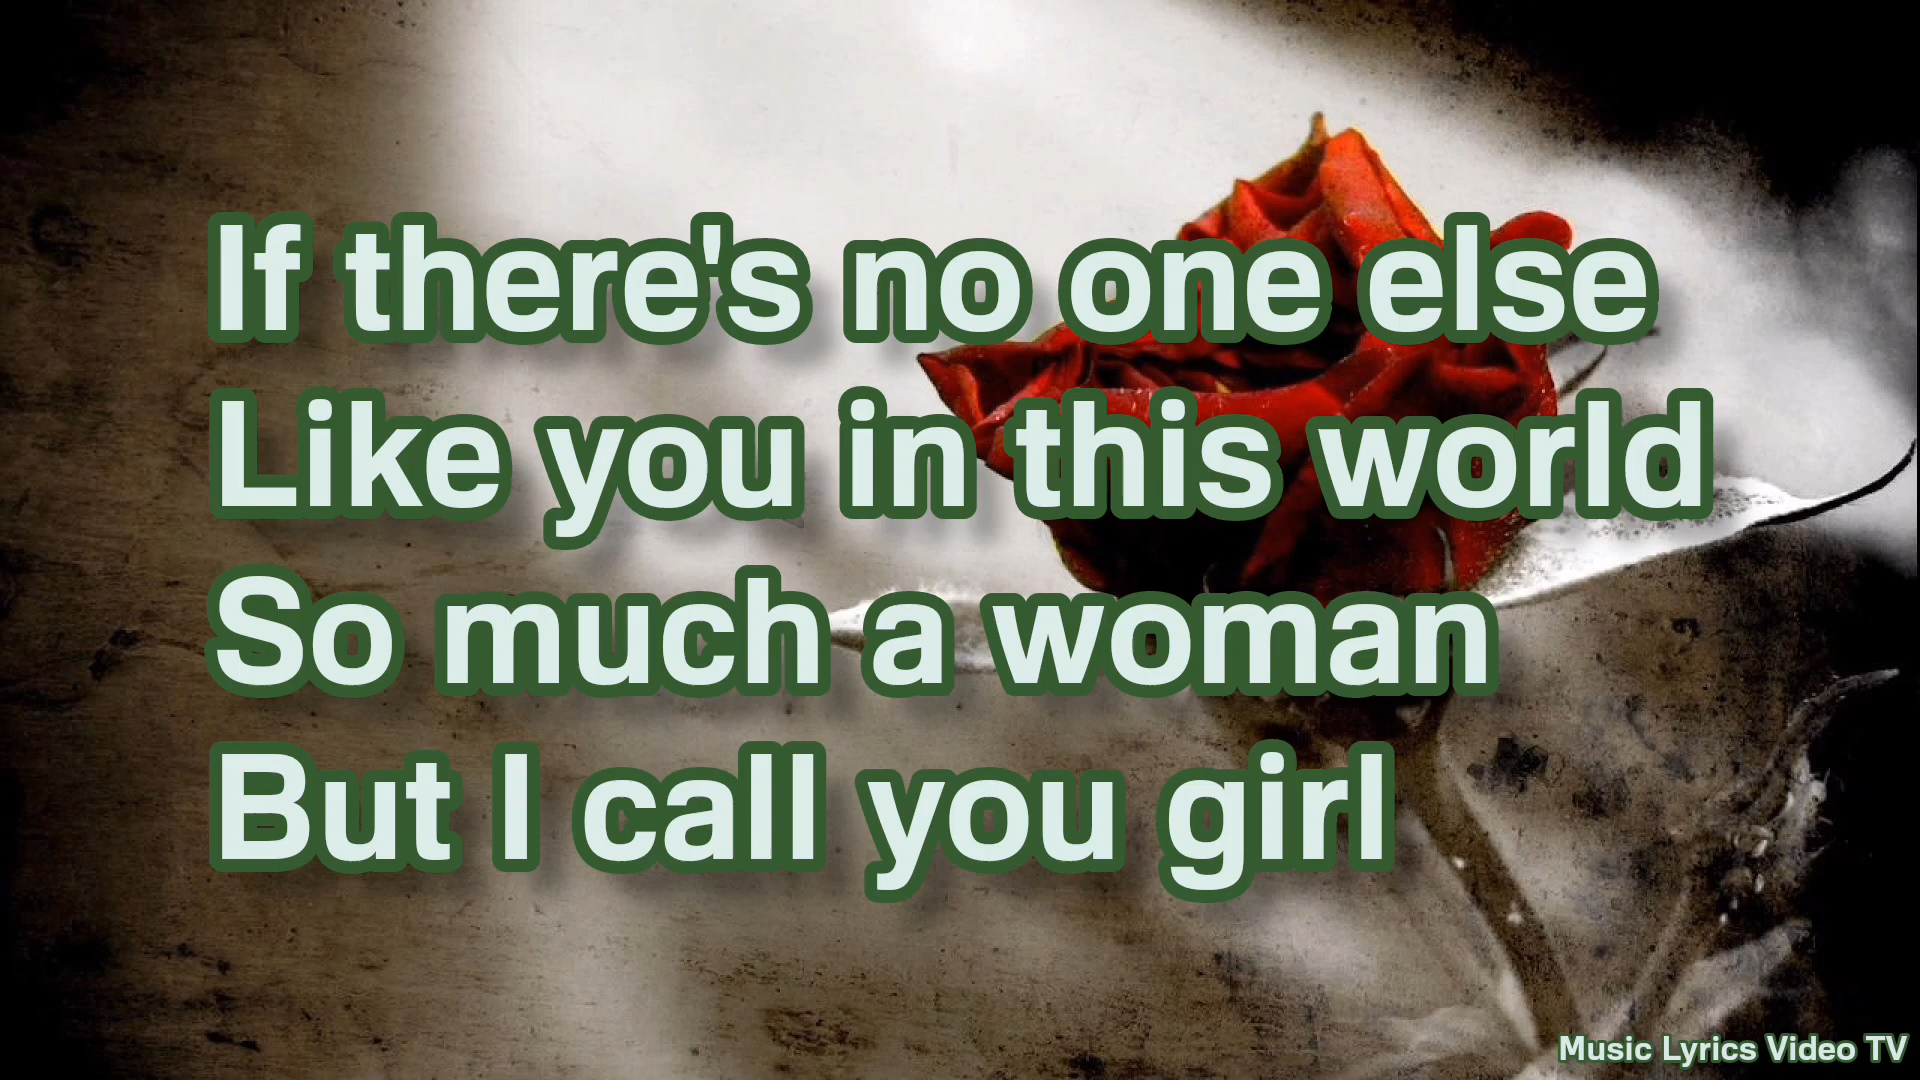 If there's no one else
Like you in this world
So much a woman
But I call you girl
Music Lyrics Video TV